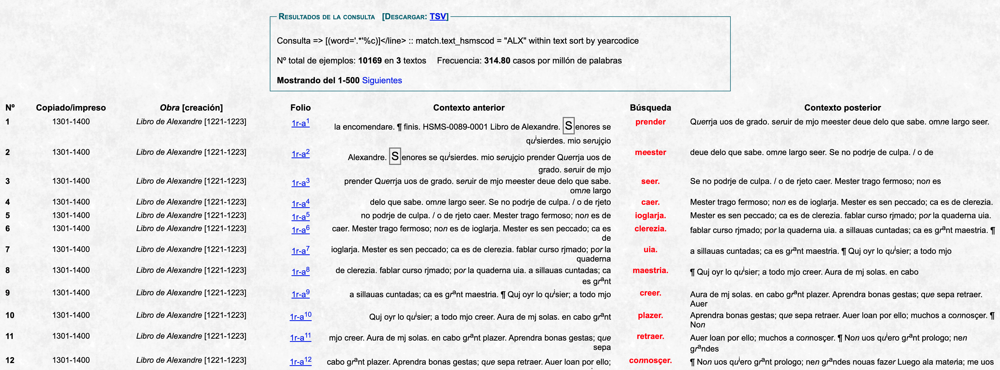 Resultados de la consulta [Descargar: TSV]
Consulta => [(word='.*'%c)]</line> :: match.text_hsmscod = "ALX" within text sort by yearcodice
Nº total de ejemplos: 10169 en 3 textos Frecuencia: 314.80 casos por millón de palabras
Mostrando del 1-500 Siguientes
Nº Copiado/impreso Obra [creación] Folio Contexto anterior Búsqueda Contexto posterior
1 1301-1400 Libro de Alexandre [1221-1223] 1r-a1 la encomendare. ¶ finis. HSMS-0089-0001 Libro de Alexandre. Senores se prender Querrja uos de grado. seruir de mjo meester deue delo que sabe. omne largo seer.
quisierdes. mio serujçio
2 1301-1400 Libro de Alexandre [1221-1223] 1r-a2 Alexandre. Senores se quisierdes. mio serujçio prender Querrja uos de meester deue delo que sabe. omne largo seer. Se no podrje de culpa. / o de
grado. seruir de mjo
3 1301-1400 Libro de Alexandre [1221-1223] 1r-a3 prender Querrja uos de grado. seruir de mjo meester deue delo que sabe. seer. Se no podrje de culpa. / o de rjeto caer. Mester trago fermoso; non es
omne largo
4 1301-1400 Libro de Alexandre [1221-1223] 1r-a4 delo que sabe. omne largo seer. Se no podrje de culpa. / o de rjeto caer. Mester trago fermoso; non es de ioglarja. Mester es sen peccado; ca es de clerezia.
5 1301-1400 Libro de Alexandre [1221-1223] 1r-a5 no podrje de culpa. / o de rjeto caer. Mester trago fermoso; non es de ioglarja. Mester es sen peccado; ca es de clerezia. fablar curso rjmado; por la quaderna uia.
6 1301-1400 Libro de Alexandre [1221-1223] 1r-a6 caer. Mester trago fermoso; non es de ioglarja. Mester es sen peccado; ca es clerezia. fablar curso rjmado; por la quaderna uia. a sillauas cuntadas; ca es grant maestria. ¶
de
7 1301-1400 Libro de Alexandre [1221-1223] 1r-a7 ioglarja. Mester es sen peccado; ca es de clerezia. fablar curso rjmado; por la uia. a sillauas cuntadas; ca es grant maestria. ¶ Quj oyr lo quisier; a todo mjo
quaderna
8 1301-1400 Libro de Alexandre [1221-1223] 1r-a8 de clerezia. fablar curso rjmado; por la quaderna uia. a sillauas cuntadas; ca maestria. ¶ Quj oyr lo quisier; a todo mjo creer. Aura de mj solaƽ. en cabo
es grant
9 1301-1400 Libro de Alexandre [1221-1223] 1r-a9 a sillauas cuntadas; ca es grant maestria. ¶ Quj oyr lo quisier; a todo mjo creer. Aura de mj solaƽ. en cabo grant plazer. Aprendra bonas gestas; que sepa retraer.
Auer
10 1301-1400 Libro de Alexandre [1221-1223] 1r-a10 Quj oyr lo quisier; a todo mjo creer. Aura de mj solaƽ. en cabo grant plazer. Aprendra bonas gestas; que sepa retraer. Auer loan por ello; muchos a connosçer. ¶
Non
11 1301-1400 Libro de Alexandre [1221-1223] 1r-a11 mjo creer. Aura de mj solaƽ. en cabo grant plazer. Aprendra bonas gestas; que retraer. Auer loan por ello; muchos a connosçer. ¶ Non uos quiero grant prologo; nen
sepa grandes
12 1301-1400 Libro de Alexandre [1221-1223] 1r-a12 cabo grant plazer. Aprendra bonas gestas; que sepa retraer. Auer loan por ello; connosçer. ¶ Non uos quiero grant prologo; nen grandes nouas fazer Luego ala materia; me uos